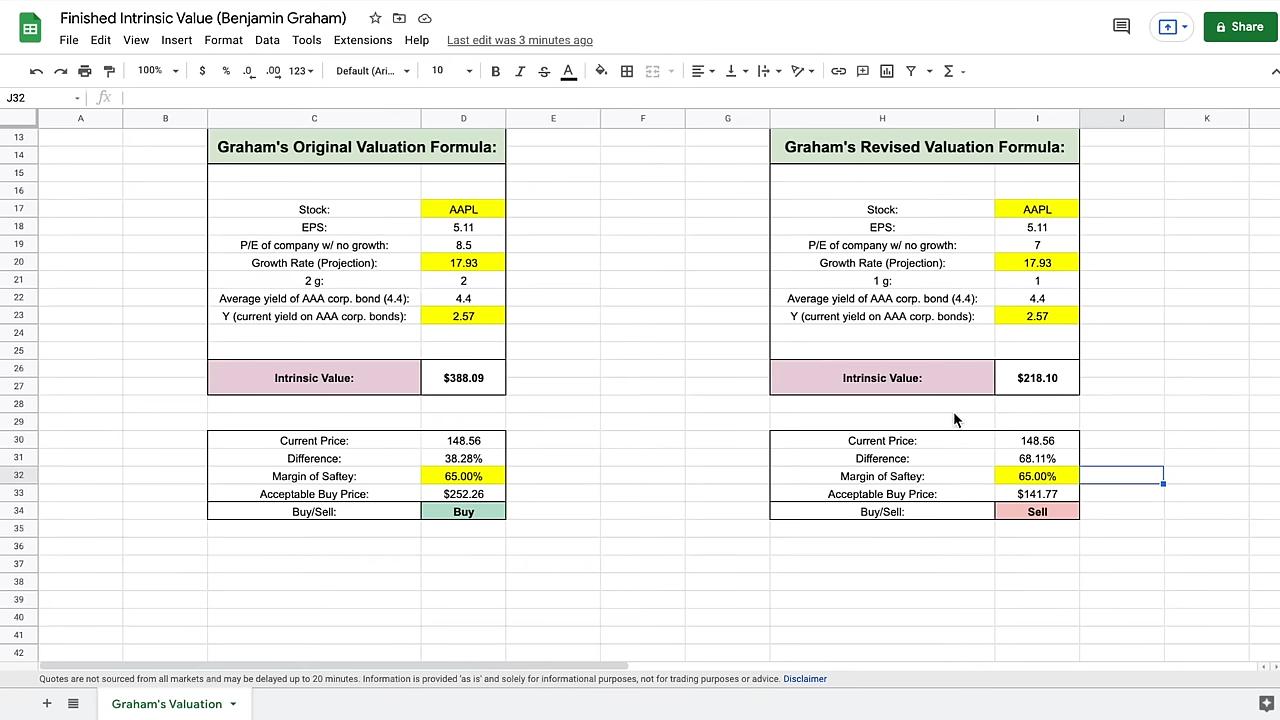 Finished Intrinsic Value (Benjamin Graham)
File Edit View Insert Format Data Tools Extensions Help Last edit was 3 minutes ago
Share
100% $ % .0 .00 123 Default (Ari... 10 B I S A
J32 fx
A B C D E F G H I J K
13
14 Graham's Original Valuation Formula: Graham's Revised Valuation Formula:
15
16
17 Stock: AAPL Stock: AAPL
18 EPS: 5.11 EPS: 5.11
19 P/E of company w/ no growth: 8.5 P/E of company w/ no growth: 7
20 Growth Rate (Projection): 17.93 Growth Rate (Projection): 17.93
21 2 g: 2 1 g: 1
22 Average yield of AAA corp. bond (4.4): 4.4 Average yield of AAA corp. bond (4.4): 4.4
23 Y (current yield on AAA corp. bonds): 2.57 Y (current yield on AAA corp. bonds): 2.57
24
25
26 Intrinsic Value: $388.09 Intrinsic Value: $218.10
27
28
29
30 Current Price: 148.56 Current Price: 148.56
31 Difference: 38.28% Difference: 68.11%
32 Margin of Saftey: 65.00% Margin of Saftey: 65.00%
33 Acceptable Buy Price: $252.26 Acceptable Buy Price: $141.77
34 Buy/Sell: Buy Buy/Sell: Sell
35
36
37
38
39
40
41
42
Quotes are not sourced from all markets and may be delayed up to 20 minutes. Information is provided 'as is' and solely for informational purposes, not for trading purposes or advice. Disclaimer
Graham's Valuation